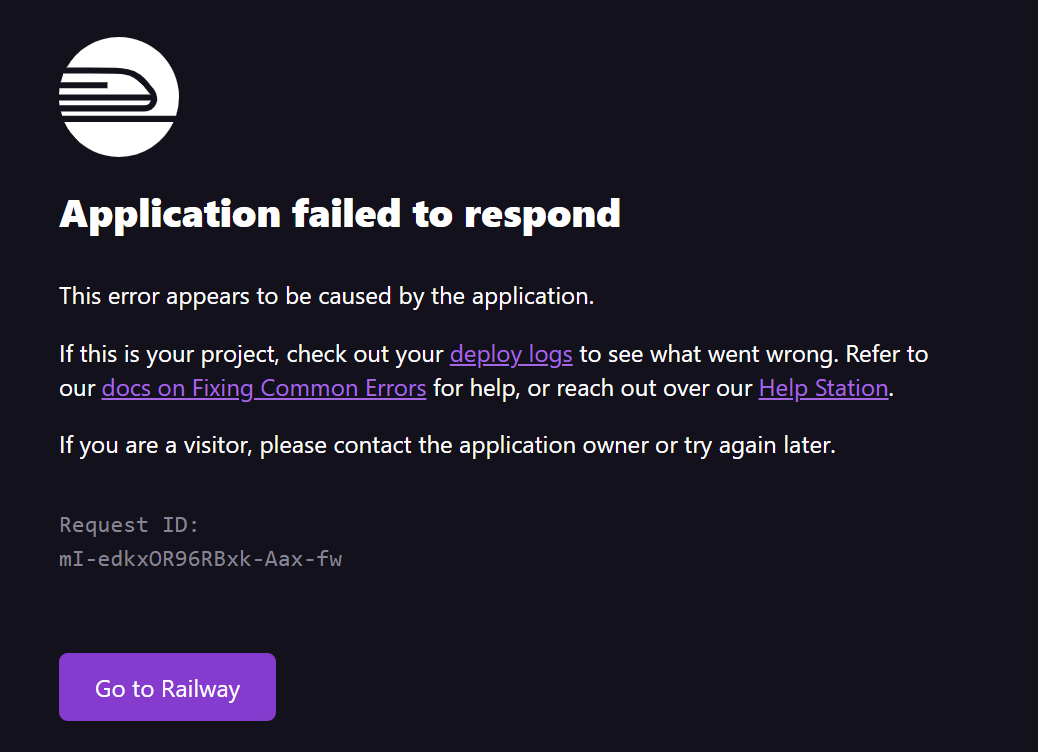 Application failed to respond
This error appears to be caused by the application.
If this is your project, check out your deploy logs to see what went wrong. Refer to
our docs on Fixing Common Errors for help, or reach out over our Help Station.
If you are a visitor, please contact the application owner or try again later.
Request ID:
mI-edkxOR96RBxk-Aax-fw
Go to Railway